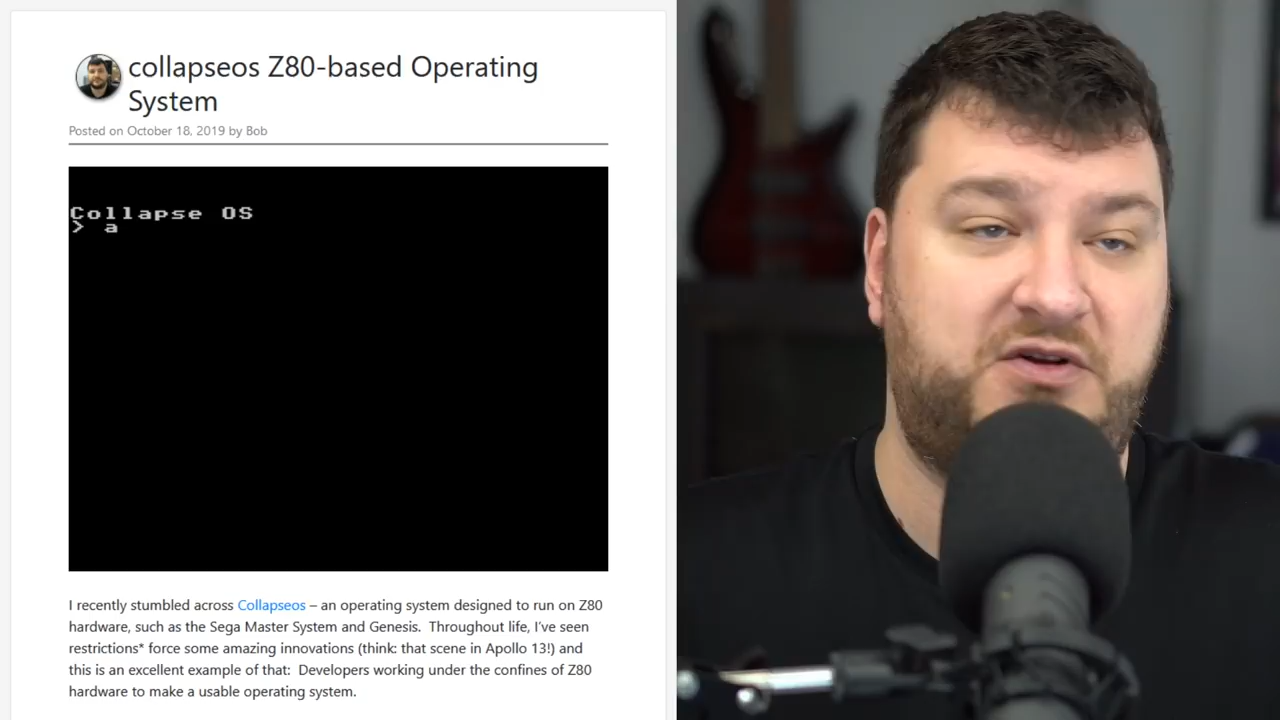 collapseos Z80-based Operating
System
Posted on October 18, 2019 by Bob
Collapse OS
> a
I recently stumbled across Collapseos – an operating system designed to run on Z80
hardware, such as the Sega Master System and Genesis.  Throughout life, I've seen
restrictions* force some amazing innovations (think: that scene in Apollo 13!) and
this is an excellent example of that:  Developers working under the confines of Z80
hardware to make a usable operating system.